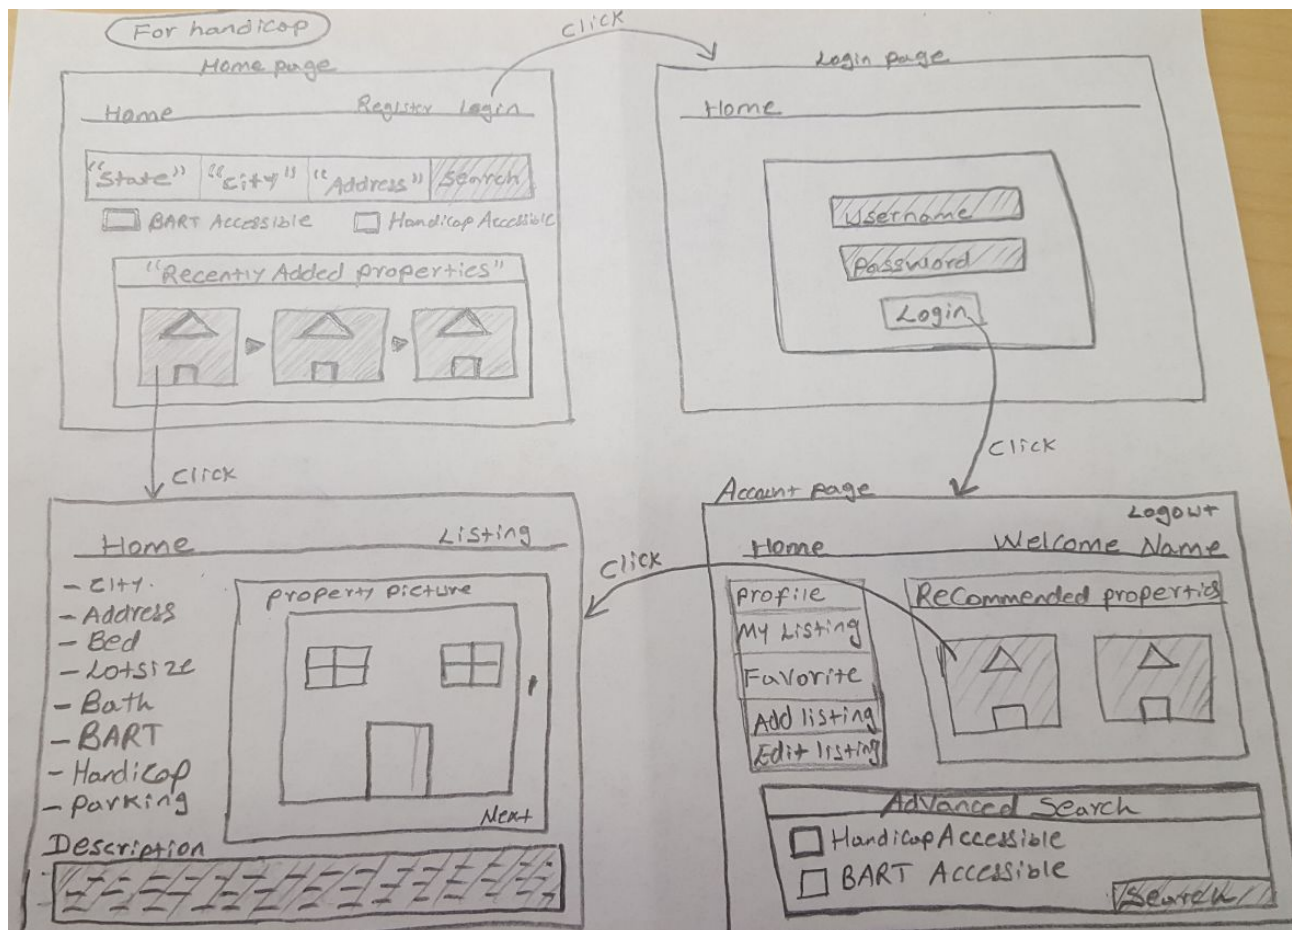 For handicop
Home page
CLICK
Home Register Login
"State" "City" "Address" Search
BART Accessible Handicap Accessible
"Recently Added properties"
CLICK
Login page
Home
Username
Password
Login
CLICK
Home Listing
- City.
- Address
- Bed
- Lotsize
- Bath
- BART
- Handicop
- Parking
property picture
Next
Description
CLICK
Account page
Logout
Home Welcome Name
Profile
My Listing
Favorite
Add listing
Edit listing
Recommended properties
Advanced Search
Handicap Accessible
BART Accessible
Search